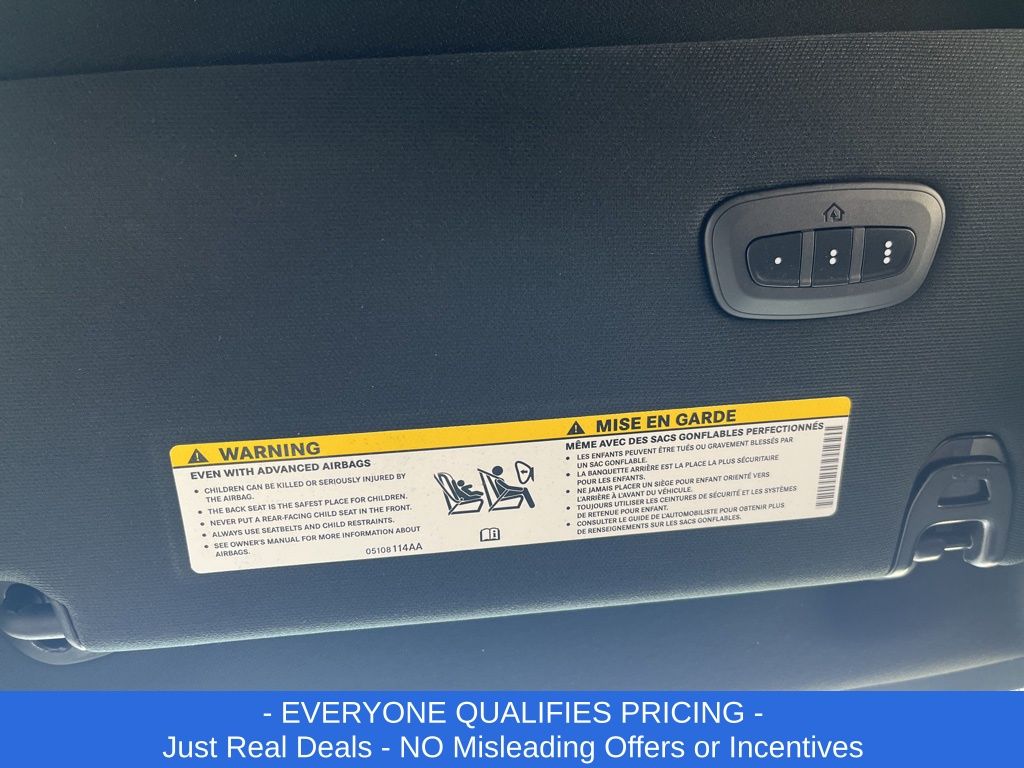 WARNING
EVEN WITH ADVANCED AIRBAGS
• CHILDREN CAN BE KILLED OR SERIOUSLY INJURED BY
THE AIRBAG.
• THE BACK SEAT IS THE SAFEST PLACE FOR CHILDREN.
• NEVER PUT A REAR-FACING CHILD SEAT IN THE FRONT.
• ALWAYS USE SEATBELTS AND CHILD RESTRAINTS.
• SEE OWNER'S MANUAL FOR MORE INFORMATION ABOUT
AIRBAGS.
05108114AA
MISE EN GARDE
MÊME AVEC DES SACS GONFLABLES PERFECTIONNÉS
• LES ENFANTS PEUVENT ÊTRE TUÉS OU GRAVEMENT BLESSÉS PAR
UN SAC GONFLABLE.
• LA BANQUETTE ARRIÈRE EST LA PLACE LA PLUS SÉCURITAIRE
POUR LES ENFANTS.
• NE JAMAIS PLACER UN SIÈGE POUR ENFANT ORIENTÉ VERS
L'ARRIÈRE À L'AVANT DU VÉHICULE.
• TOUJOURS UTILISER LES CEINTURES DE SÉCURITÉ ET LES SYSTÈMES
DE RETENUE POUR ENFANT.
• CONSULTER LE GUIDE DE L'AUTOMOBILISTE POUR OBTENIR PLUS
DE RENSEIGNEMENTS SUR LES SACS GONFLABLES.
- EVERYONE QUALIFIES PRICING -
Just Real Deals - NO Misleading Offers or Incentives